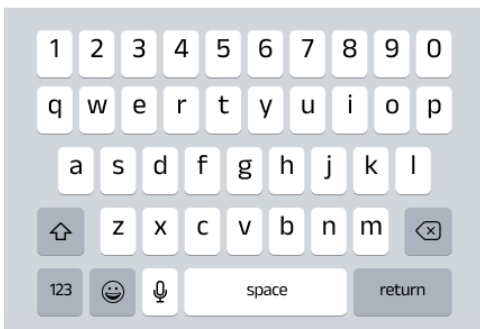 1 2 3 4 5 6 7 8 9 0
q w e r t y u i o p
a s d f g h j k l
z x c v b n m
123 space return